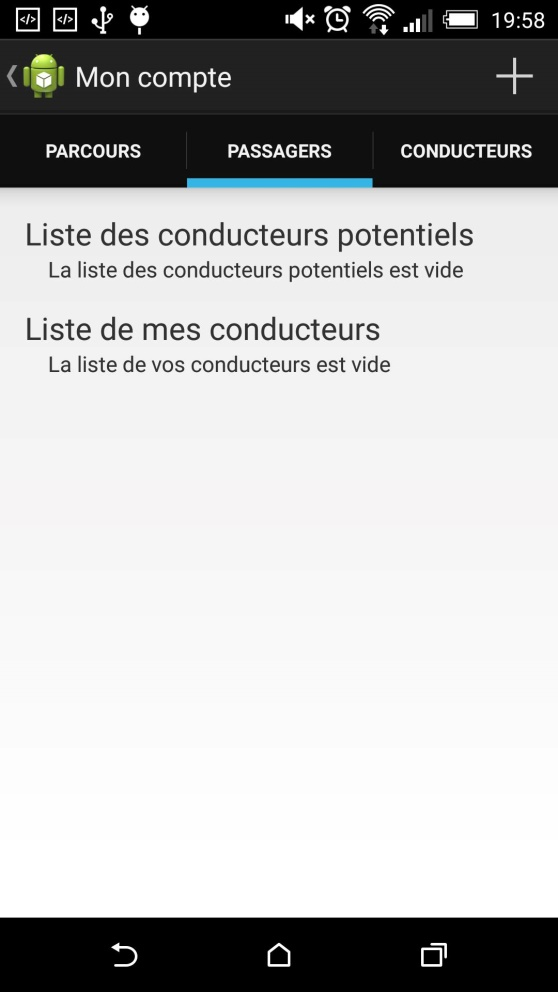 19:58
Mon compte
PARCOURS PASSAGERS CONDUCTEURS
Liste des conducteurs potentiels
La liste des conducteurs potentiels est vide
Liste de mes conducteurs
La liste de vos conducteurs est vide